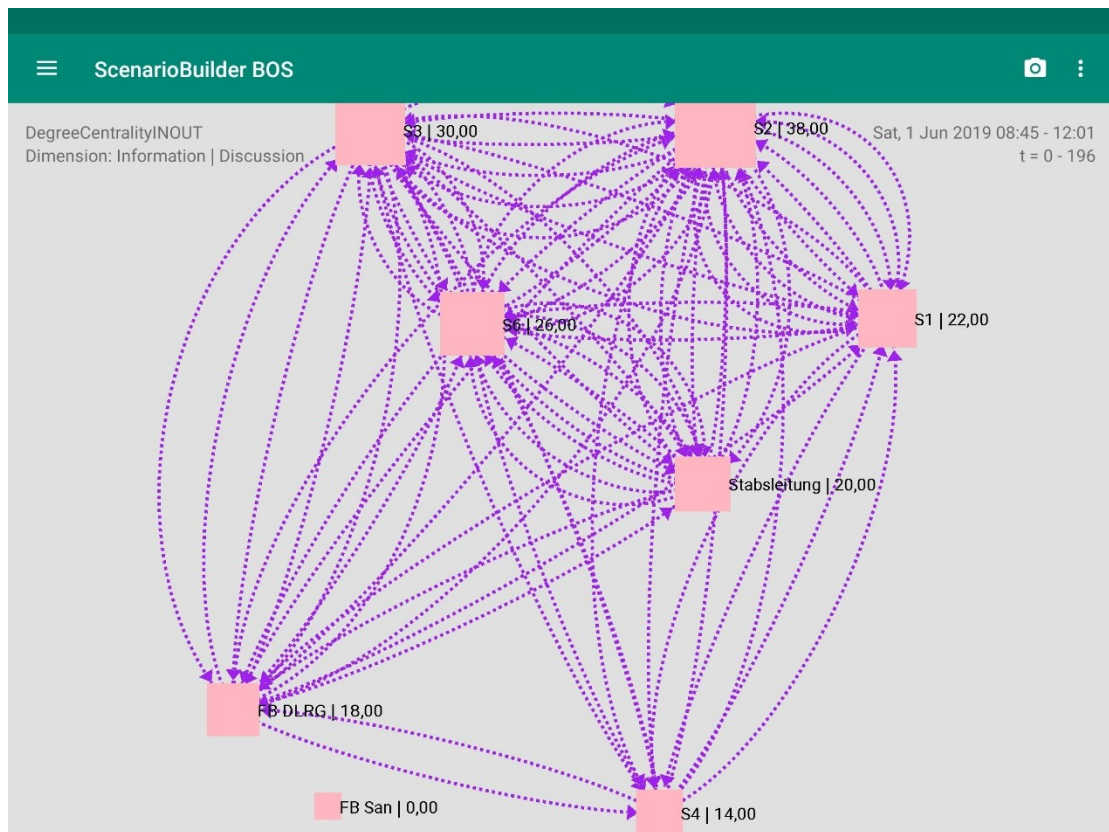 ScenarioBuilder BOS
DegreeCentralityINOUT
Dimension: Information | Discussion
Sat, 1 Jun 2019 08:45 - 12:01
t = 0 - 196
S3 | 30,00
S2 | 38,00
S6 | 26,00
S1 | 22,00
Stabsleitung | 20,00
FB DLRG | 18,00
FB San | 0,00
S4 | 14,00